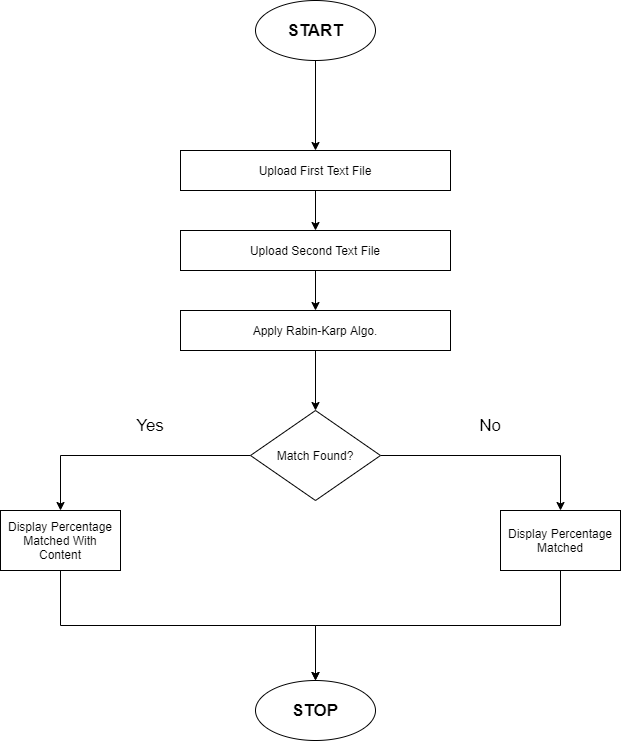 START
Upload First Text File
Upload Second Text File
Apply Rabin-Karp Algo.
Match Found?
Yes
No
Display Percentage
Matched With
Content
Display Percentage
Matched
STOP